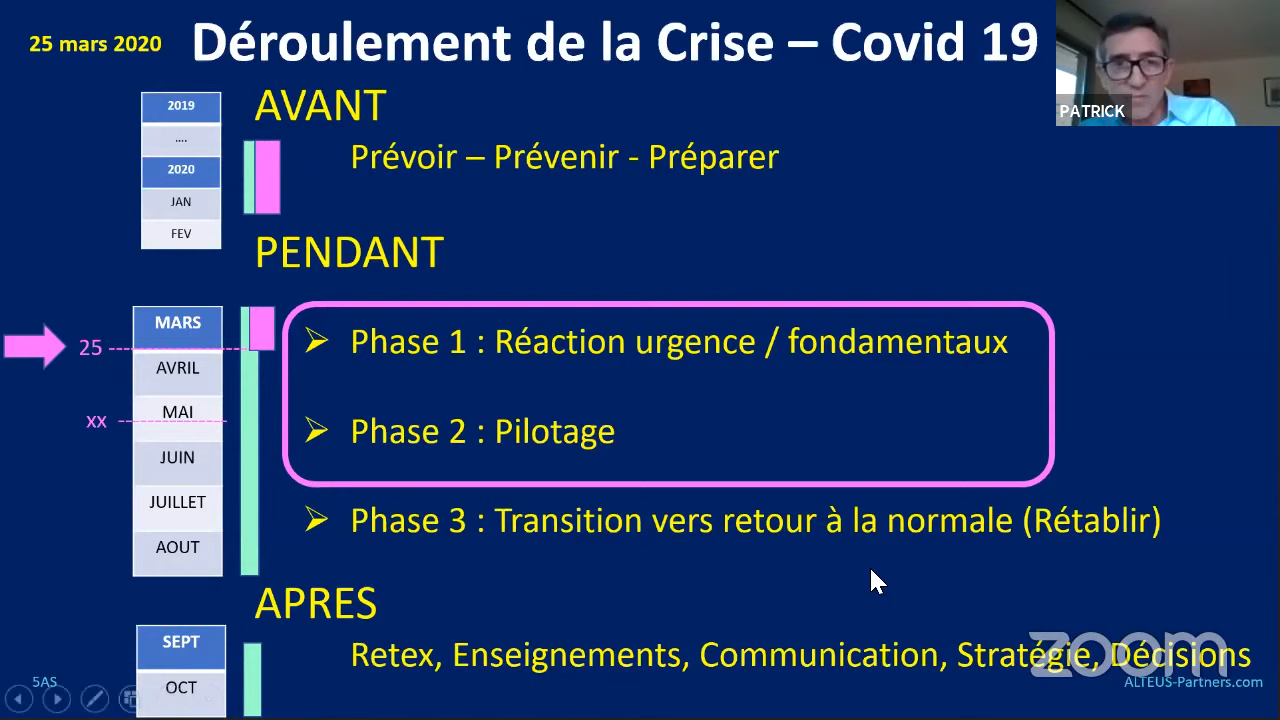 25 mars 2020
Déroulement de la Crise – Covid 19
PATRICK
AVANT
2019
....
2020
JAN
FEV
Prévoir – Prévenir - Préparer
PENDANT
MARS
25
AVRIL
MAI
xx
JUIN
JUILLET
AOUT
Phase 1 : Réaction urgence / fondamentaux
Phase 2 : Pilotage
Phase 3 : Transition vers retour à la normale (Rétablir)
APRES
SEPT
OCT
Retex, Enseignements, Communication, Stratégie, Décisions
zoom
5AS
ALTEUS-Partners.com